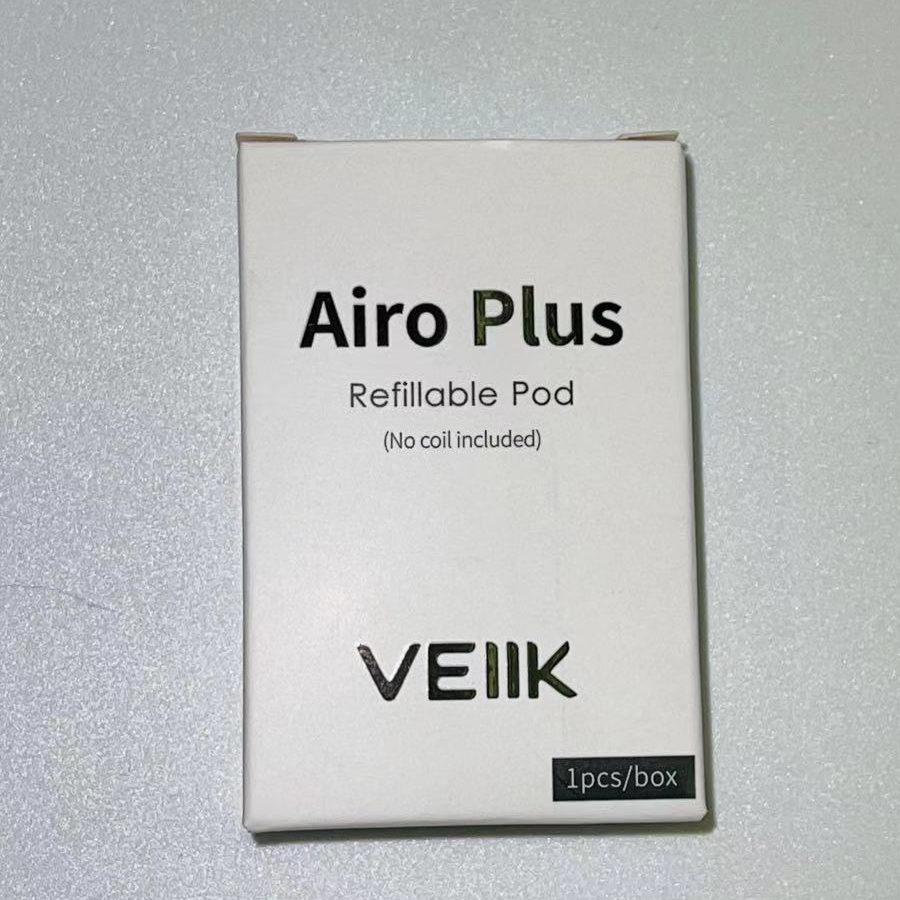 Airo Plus
Refillable Pod
(No coil included)
VEIIK
1pcs/box